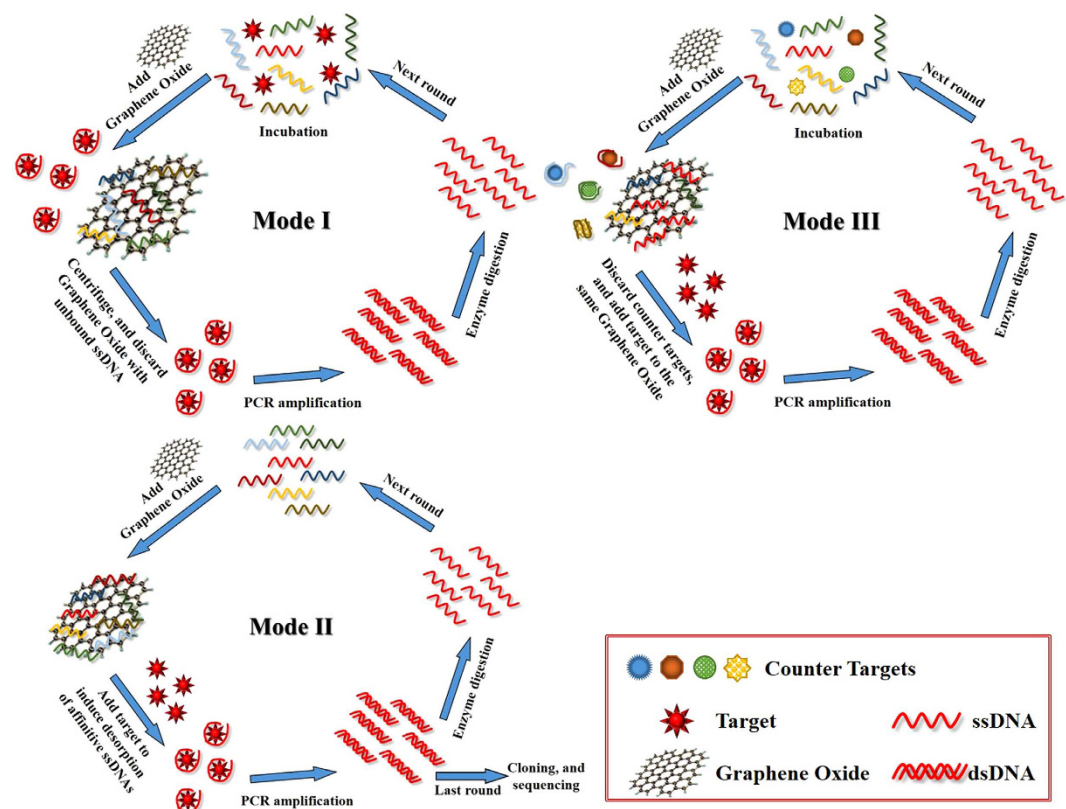 Add
Graphene Oxide
Incubation
Next round
Mode I
Centrifuge, and discard
Graphene Oxide with
unbound ssDNA
PCR amplification
Enzyme digestion
Add
Graphene Oxide
Incubation
Next round
Mode III
Discard counter targets,
and add target to the
same Graphene Oxide
PCR amplification
Enzyme digestion
Add
Graphene Oxide
Next round
Mode II
Add target to
induce desorption
of affinitive ssDNAs
PCR amplification
Enzyme digestion
Last round
Cloning, and
sequencing
Counter Targets
Target
ssDNA
Graphene Oxide
dsDNA